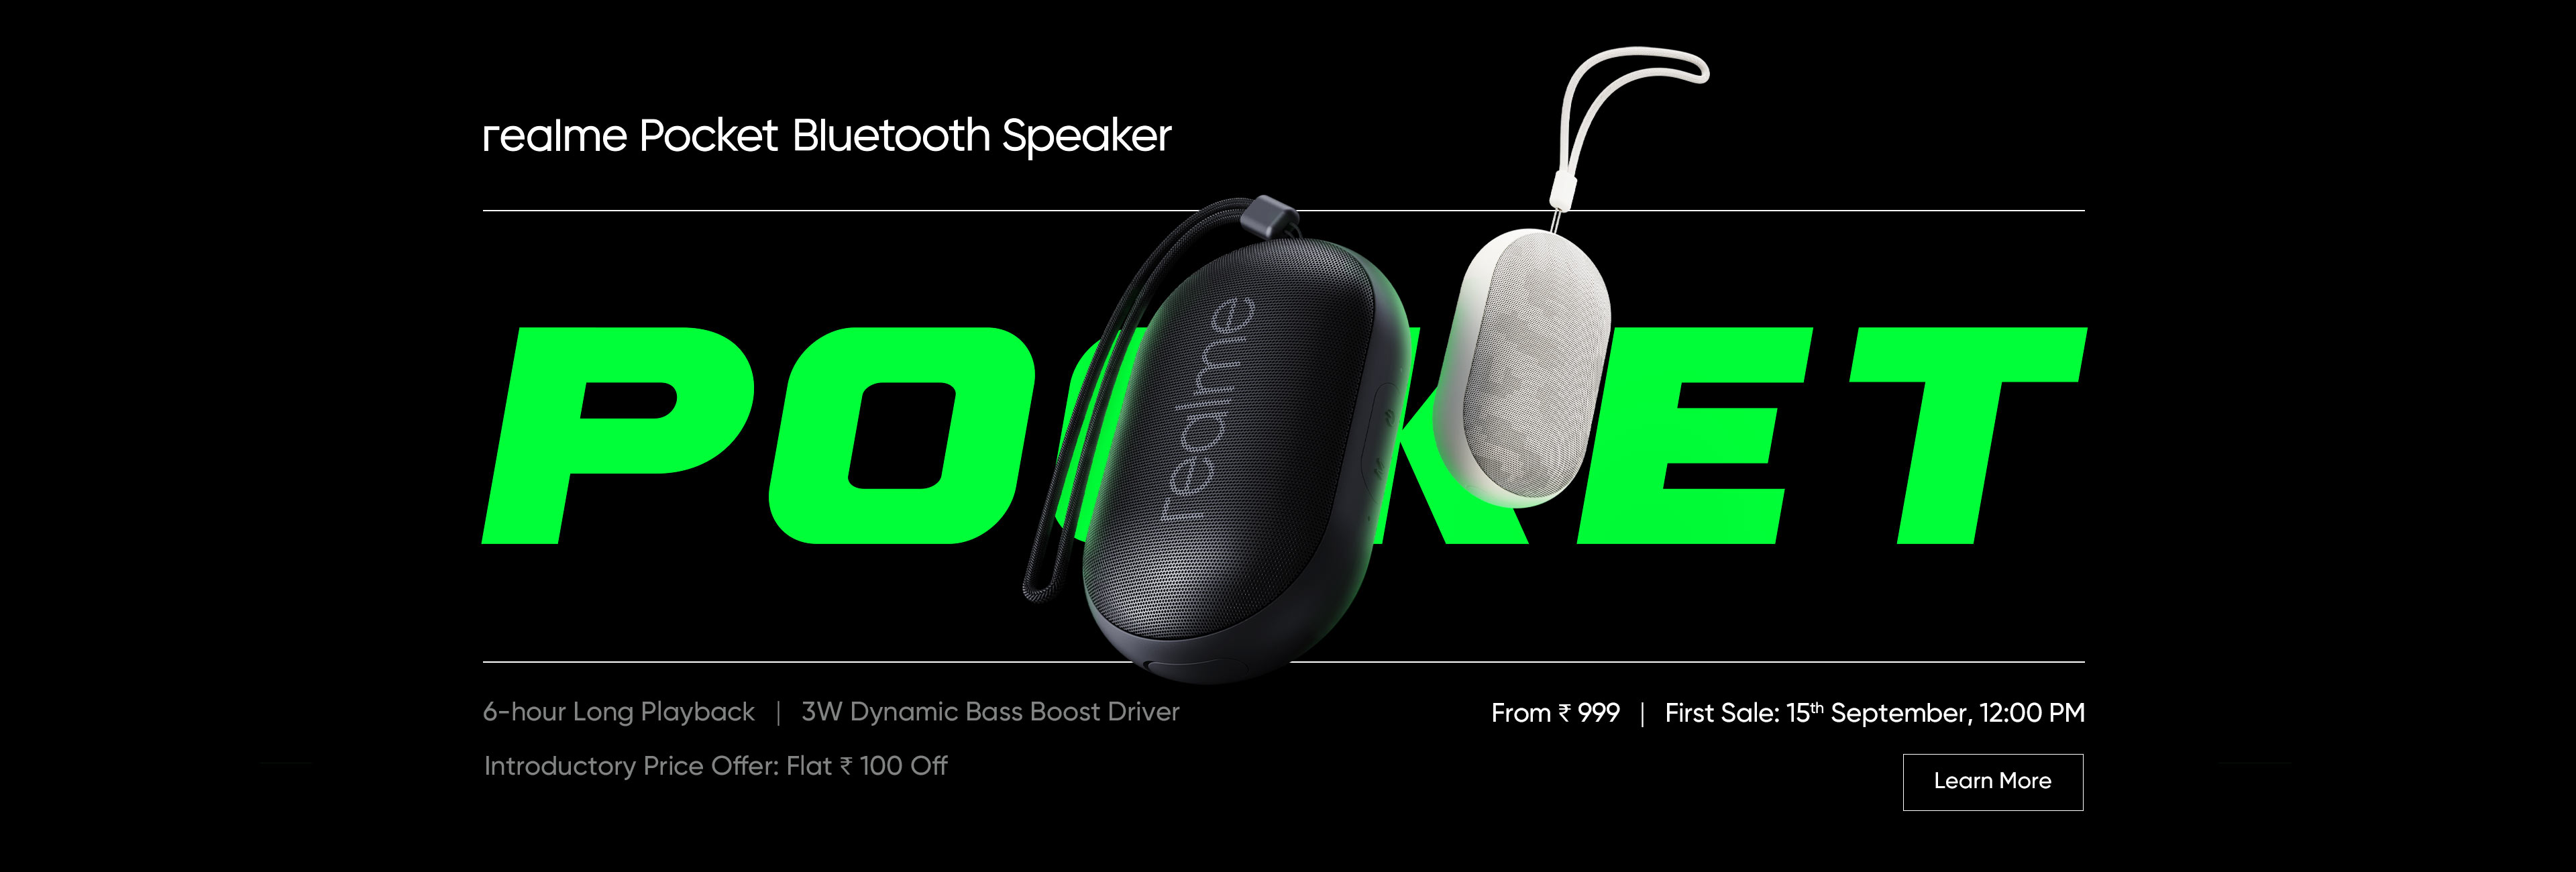 realme Pocket Bluetooth Speaker
POCKET
realme
6-hour Long Playback | 3W Dynamic Bass Boost Driver
From ₹ 999 | First Sale: 15th September, 12:00 PM
Introductory Price Offer: Flat ₹ 100 Off
Learn More